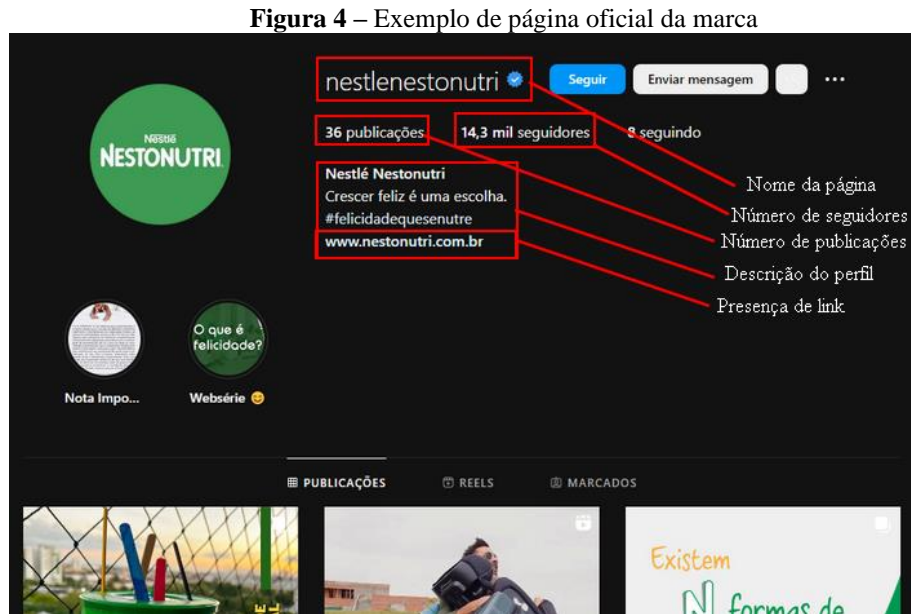 Figura 4 – Exemplo de página oficial da marca
nestlenestonutri
Seguir
Enviar mensagem
36 publicações
14,3 mil seguidores
8 seguindo
Nestlé Nestonutri
Crescer feliz é uma escolha.
#felicidadequesenutre
www.nestonutri.com.br
Nestlé
NESTONUTRI
Nome da página
Número de seguidores
Número de publicações
Descrição do perfil
Presença de link
O que é
felicidade?
Nota Impo...
Websérie 😊
PUBLICAÇÕES
REELS
MARCADOS
Existem
N formas de